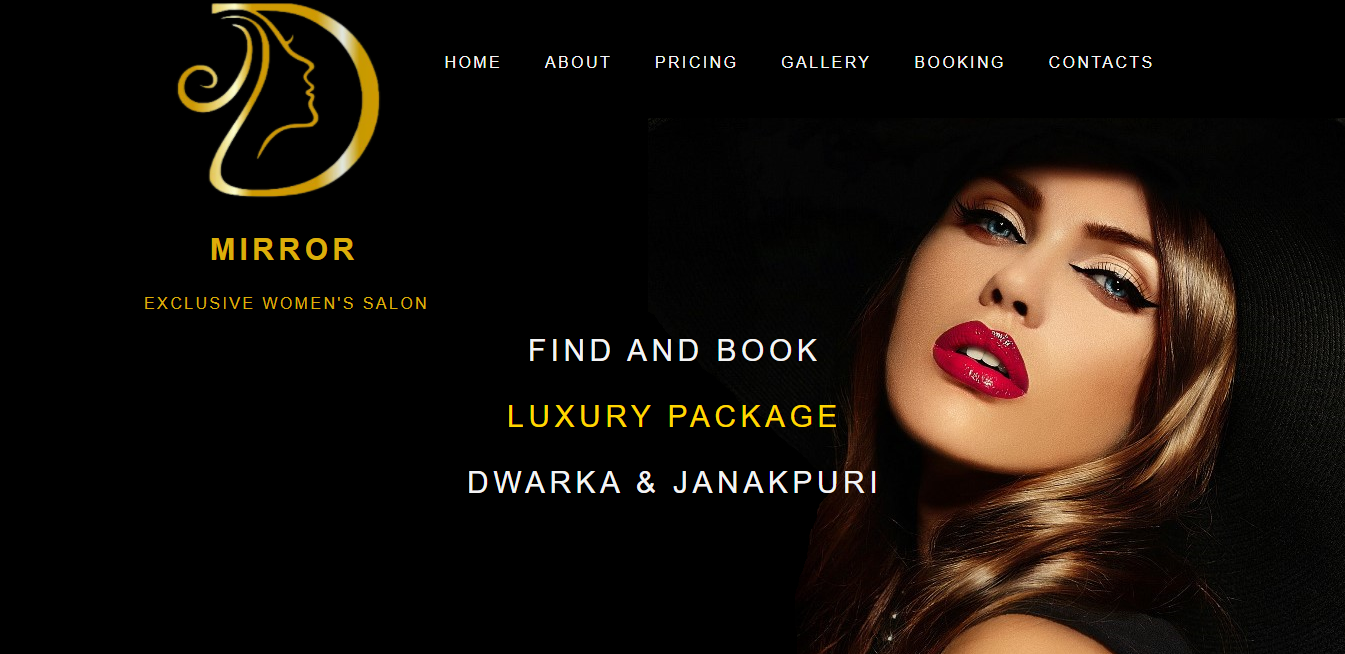 HOME ABOUT PRICING GALLERY BOOKING CONTACTS
MIRROR
EXCLUSIVE WOMEN'S SALON
FIND AND BOOK
LUXURY PACKAGE
DWARKA & JANAKPURI